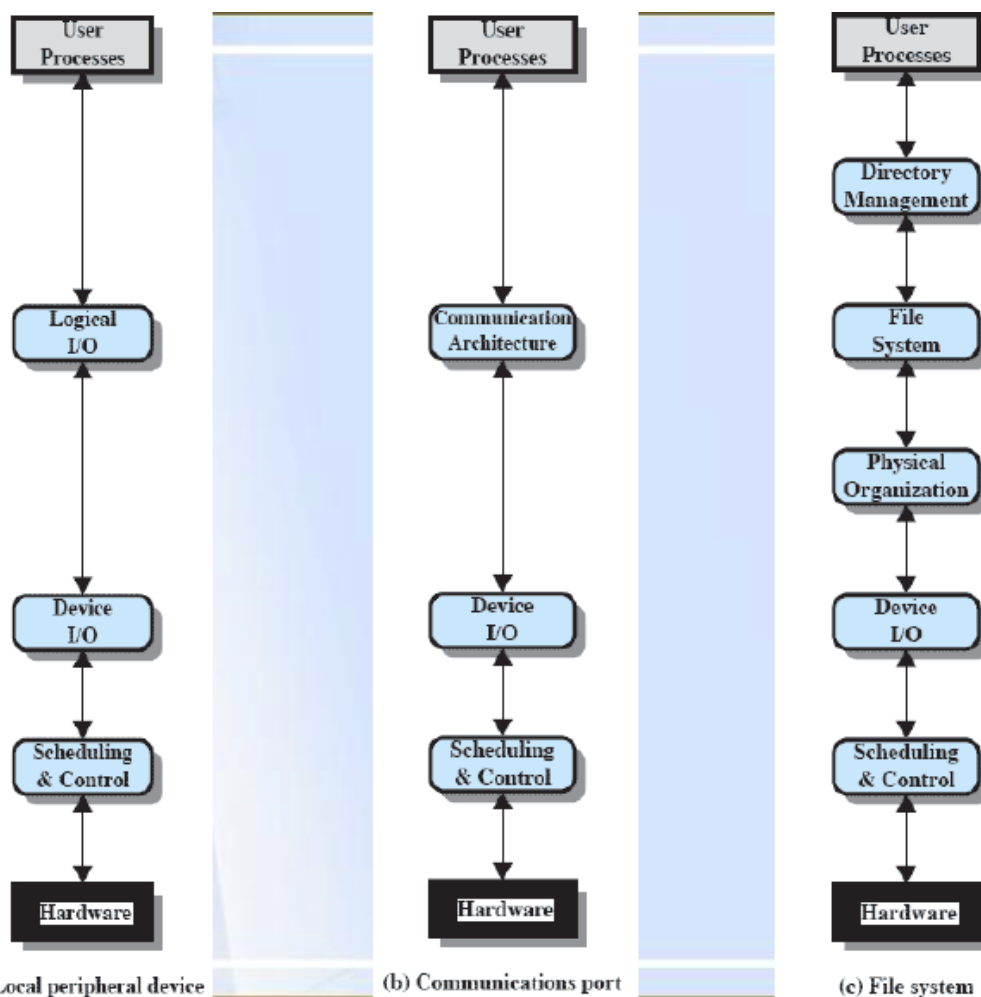 User
Processes
Logical
I/O
Device
I/O
Scheduling
& Control
Hardware
Local peripheral device
User
Processes
Communication
Architecture
Device
I/O
Scheduling
& Control
Hardware
(b) Communications port
User
Processes
Directory
Management
File
System
Physical
Organization
Device
I/O
Scheduling
& Control
Hardware
(c) File system